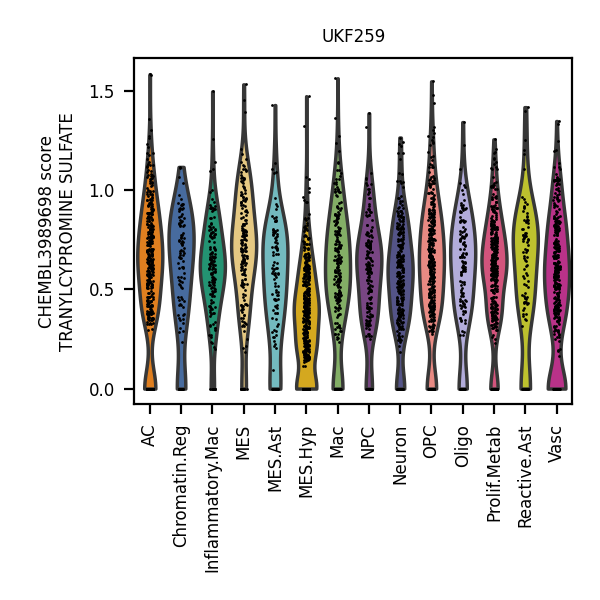 UKF259
CHEMBL3989698 score
TRANYLCYPROMINE SULFATE
1.5
1.0
0.5
0.0
AC
Chromatin.Reg
Inflammatory.Mac
MES
MES.Ast
MES.Hyp
Mac
NPC
Neuron
OPC
Oligo
Prolif.Metab
Reactive.Ast
Vasc